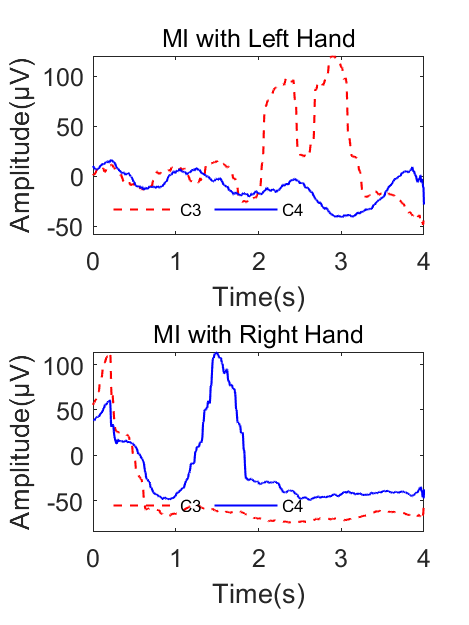 MI with Left Hand
Amplitude(μV)
100
50
0
-50
C3 C4
0 1 2 3 4
Time(s)
MI with Right Hand
Amplitude(μV)
100
50
0
-50
C3 C4
0 1 2 3 4
Time(s)